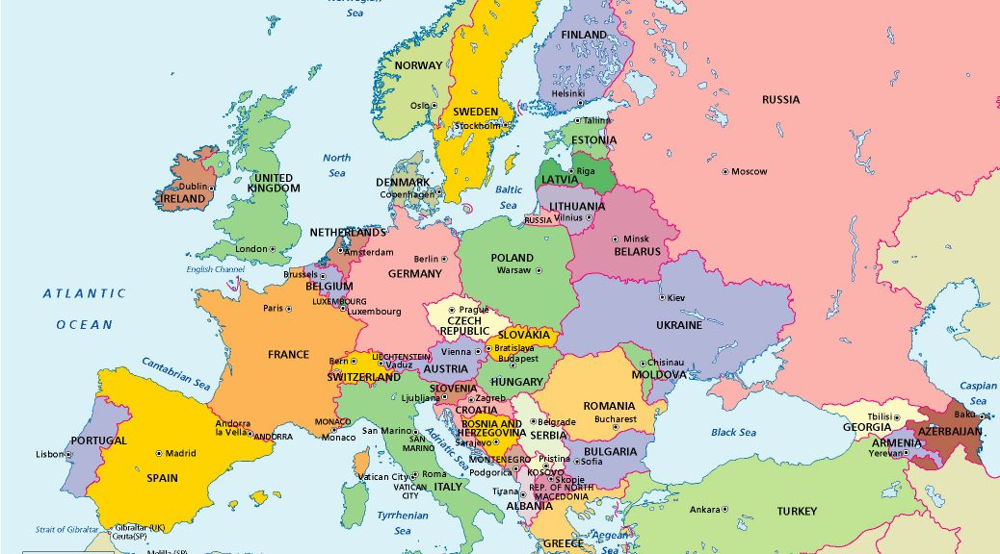 Norwegian
Sea
FINLAND
NORWAY
RUSSIA
Helsinki
Oslo
SWEDEN
Stockholm
Tallinn
ESTONIA
North
Sea
Riga
LATVIA
Moscow
UNITED
KINGDOM
Dublin
IRELAND
DENMARK
Copenhagen
Baltic
Sea
LITHUANIA
Vilnius
RUSSIA
NETHERLANDS
Amsterdam
Minsk
BELARUS
London
English Channel
Berlin
GERMANY
POLAND
Warsaw
Brussels
BELGIUM
LUXEMBOURG
Luxembourg
ATLANTIC
OCEAN
Kiev
UKRAINE
Paris
Prague
CZECH
REPUBLIC
SLOVAKIA
Bratislava
FRANCE
Bern
LIECHTENSTEIN
Vaduz
SWITZERLAND
Vienna
AUSTRIA
Budapest
HUNGARY
Chisinau
MOLDOVA
Cantabrian Sea
SLOVENIA
Ljubljana
Zagreb
CROATIA
ROMANIA
Bucharest
Caspian
Sea
Andorra
la Vella
ANDORRA
MONACO
Monaco
San Marino
SAN
MARINO
Adriatic Sea
BOSNIA AND
HERZEGOVINA
Sarajevo
Belgrade
SERBIA
Black Sea
Tbilisi
GEORGIA
Baku
AZERBAIJAN
ARMENIA
Yerevan
PORTUGAL
Lisbon
Madrid
SPAIN
Vatican City
VATICAN
CITY
Roma
ITALY
MONTENEGRO
Podgorica
Pristina
KOSOVO
BULGARIA
Sofia
Skopje
REP. OF NORTH
MACEDONIA
Tirana
ALBANIA
Tyrrhenian
Sea
Ankara
TURKEY
Strait of Gibraltar
Gibraltar (UK)
Ceuta(SP)
Melilla (SP)
GREECE
Aegean
Sea